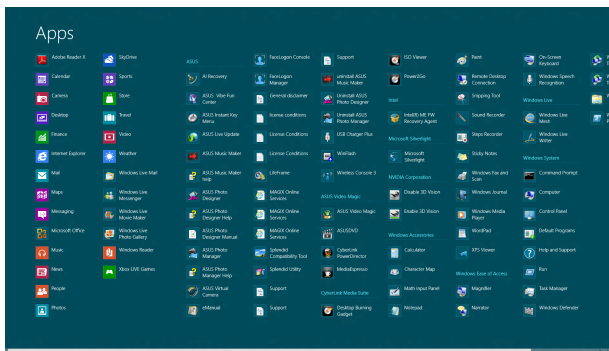 Apps
Adobe Reader X
Calendar
Camera
Desktop
Finance
Internet Explorer
Mail
Maps
Messaging
Microsoft Office
Music
News
People
Photos
SkyDrive
Sports
Store
Travel
Video
Weather
Windows Live Mail
Windows Live
Messenger
Windows Live
Movie Maker
Windows Live
Photo Gallery
Windows Reader
Xbox LIVE Games
ASUS
AI Recovery
ASUS Vibe Fun
Center
ASUS Instant Key
Menu
ASUS Live Update
ASUS Music Maker
ASUS Music Maker
help
ASUS Photo
Designer
ASUS Photo
Designer Help
ASUS Photo
Designer Manual
ASUS Photo
Manager
ASUS Photo
Manager Help
ASUS Virtual
Camera
eManual
FaceLogon Console
FaceLogon
Manager
General disclaimer
license conditions
License Conditions
License Conditions
LifeFrame
MAGIX Online
Services
MAGIX Online
Services
MAGIX Online
Services
Splendid
Compatibility Tool
Splendid Utility
Support
Support
Support
uninstall ASUS
Music Maker
Uninstall ASUS
Photo Designer
Uninstall ASUS
Photo Manager
USB Charger Plus
WinFlash
Wireless Console 3
ASUS Video Magic
ASUS Video Magic
ASUSDVD
CyberLink
PowerDirector
MediaEspresso
CyberLink Media Suite
Desktop Burning
Gadget
ISO Viewer
Power2Go
Intel
Intel(R) ME FW
Recovery Agent
Microsoft Silverlight
Microsoft
Silverlight
NVIDIA Corporation
Disable 3D Vision
Enable 3D Vision
Windows Accessories
Calculator
Character Map
Math Input Panel
Notepad
Paint
Remote Desktop
Connection
Snipping Tool
Sound Recorder
Steps Recorder
Sticky Notes
Windows Fax and
Scan
Windows Journal
Windows Media
Player
WordPad
XPS Viewer
Windows Ease of Access
Magnifier
Narrator
On-Screen
Keyboard
Windows Speech
Recognition
Windows Live
Windows Live
Mesh
Windows Live
Writer
Windows System
Command Prompt
Computer
Control Panel
Default Programs
Help and Support
Run
Task Manager
Windows Defender